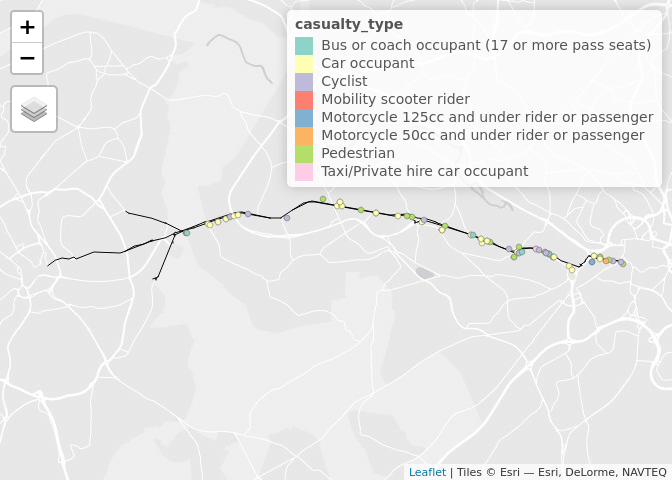 +
−
casualty_type
Bus or coach occupant (17 or more pass seats)
Car occupant
Cyclist
Mobility scooter rider
Motorcycle 125cc and under rider or passenger
Motorcycle 50cc and under rider or passenger
Pedestrian
Taxi/Private hire car occupant
Leaflet | Tiles © Esri — Esri, DeLorme, NAVTEQ